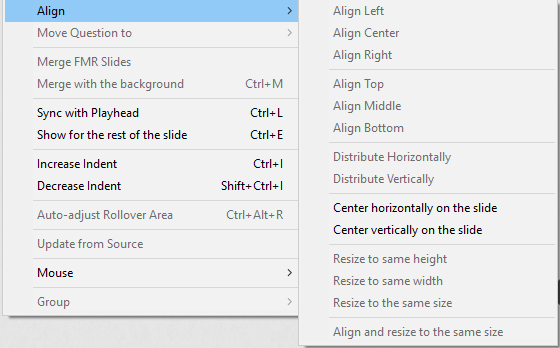 Align
Move Question to
Merge FMR Slides
Merge with the background Ctrl+M
Sync with Playhead Ctrl+L
Show for the rest of the slide Ctrl+E
Increase Indent Ctrl+I
Decrease Indent Shift+Ctrl+I
Auto-adjust Rollover Area Ctrl+Alt+R
Update from Source
Mouse
Group
Align Left
Align Center
Align Right
Align Top
Align Middle
Align Bottom
Distribute Horizontally
Distribute Vertically
Center horizontally on the slide
Center vertically on the slide
Resize to same height
Resize to same width
Resize to the same size
Align and resize to the same size